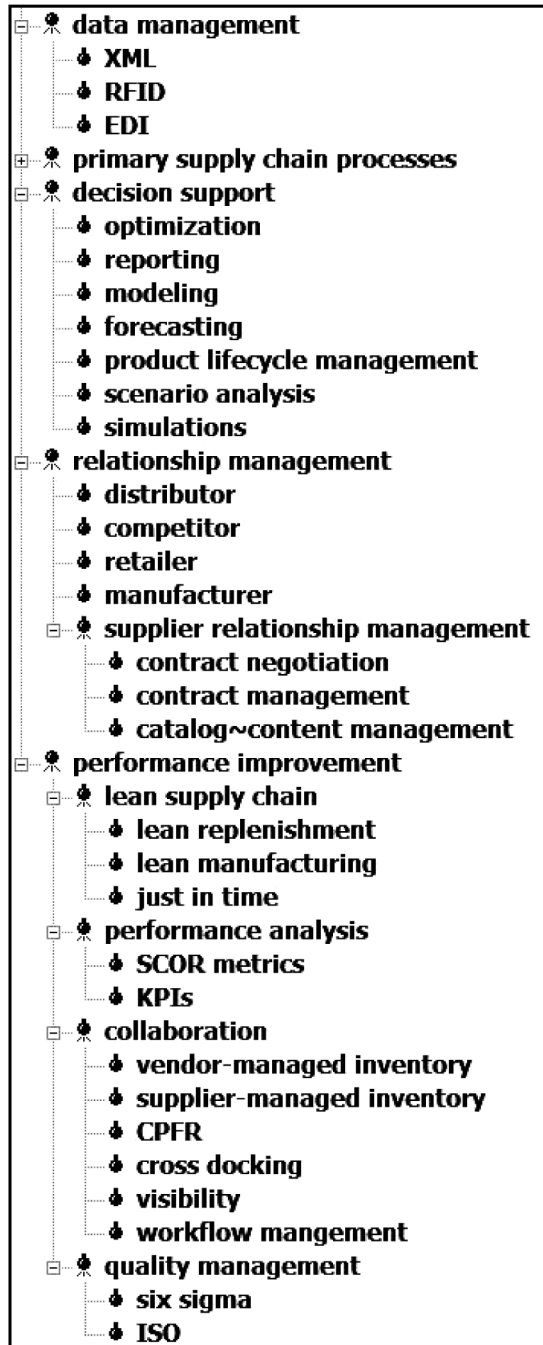 data management
XML
RFID
EDI
primary supply chain processes
decision support
optimization
reporting
modeling
forecasting
product lifecycle management
scenario analysis
simulations
relationship management
distributor
competitor
retailer
manufacturer
supplier relationship management
contract negotiation
contract management
catalog~content management
performance improvement
lean supply chain
lean replenishment
lean manufacturing
just in time
performance analysis
SCOR metrics
KPIs
collaboration
vendor-managed inventory
supplier-managed inventory
CPFR
cross docking
visibility
workflow mangement
quality management
six sigma
ISO